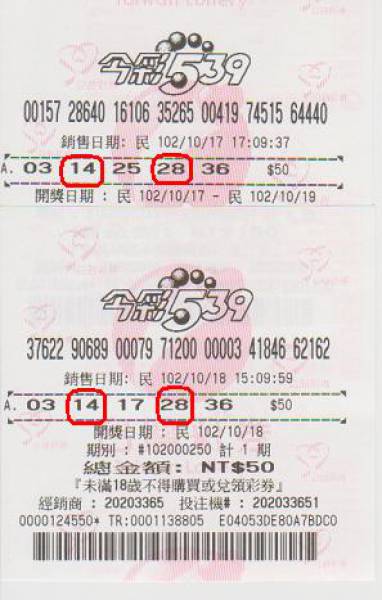 Taiwan Lottery
今彩539
00157 28640 16106 35265 00419 74515 64440
銷售日期: 民 102/10/17 17:09:37
A. 03 14 25 28 36 $50
開獎日期 : 民 102/10/17 - 民 102/10/19
今彩539
37622 90689 00079 71200 00003 41846 62162
銷售日期: 民 102/10/18 15:09:59
A. 03 14 17 28 36 $50
開獎日期 : 民 102/10/18
期別 : #102000250 計 1 期
總金額: NT$50
『未滿18歲不得購買或兌領彩券』
經銷商 : 20203365 投注機# : 202033651
0000124550* TR:0001138805 E04053DE80A7BDC0